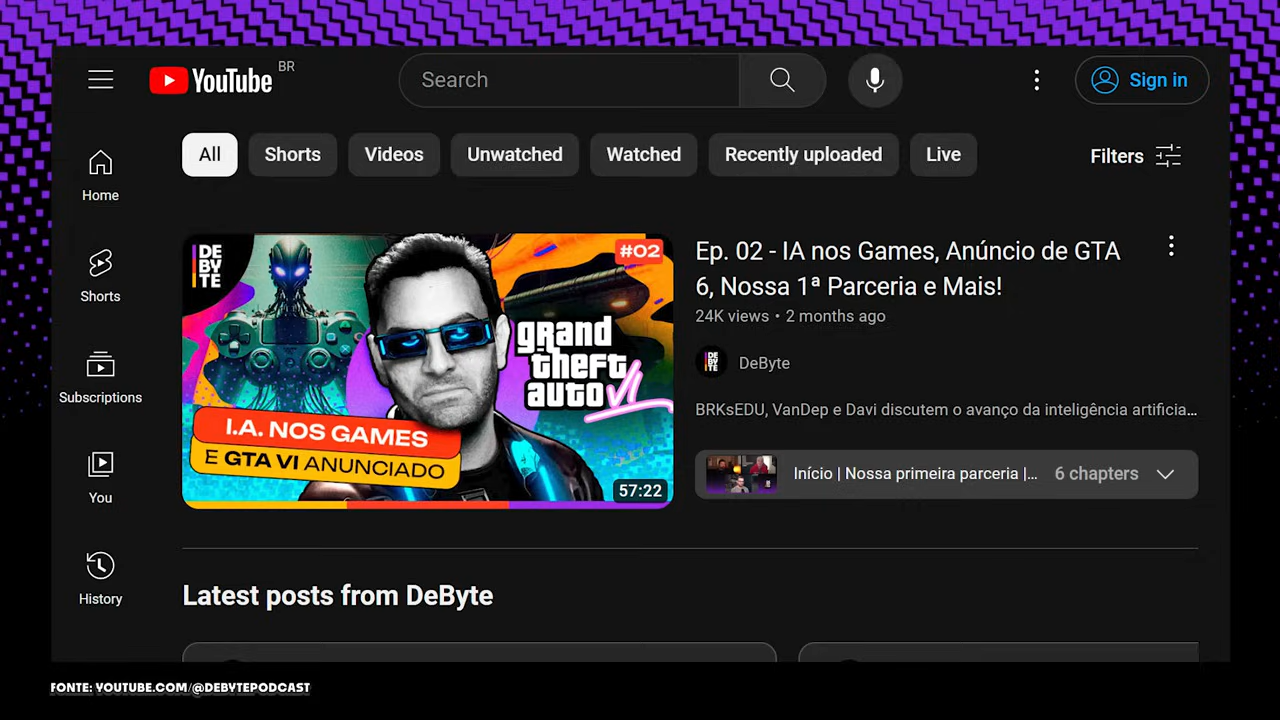 YouTube BR
Search
Sign in
All
Shorts
Videos
Unwatched
Watched
Recently uploaded
Live
Filters
Home
Shorts
Subscriptions
You
History
DE
BY
TE
#02
grand
theft
auto VI
I.A. NOS GAMES
E GTA VI ANUNCIADO
57:22
Ep. 02 - IA nos Games, Anúncio de GTA
6, Nossa 1ª Parceria e Mais!
24K views • 2 months ago
DE
BY
TE
DeByte
BRKsEDU, VanDep e Davi discutem o avanço da inteligência artificia...
Início | Nossa primeira parceria |...
6 chapters
Latest posts from DeByte
FONTE: YOUTUBE.COM/@DEBYTEPODCAST